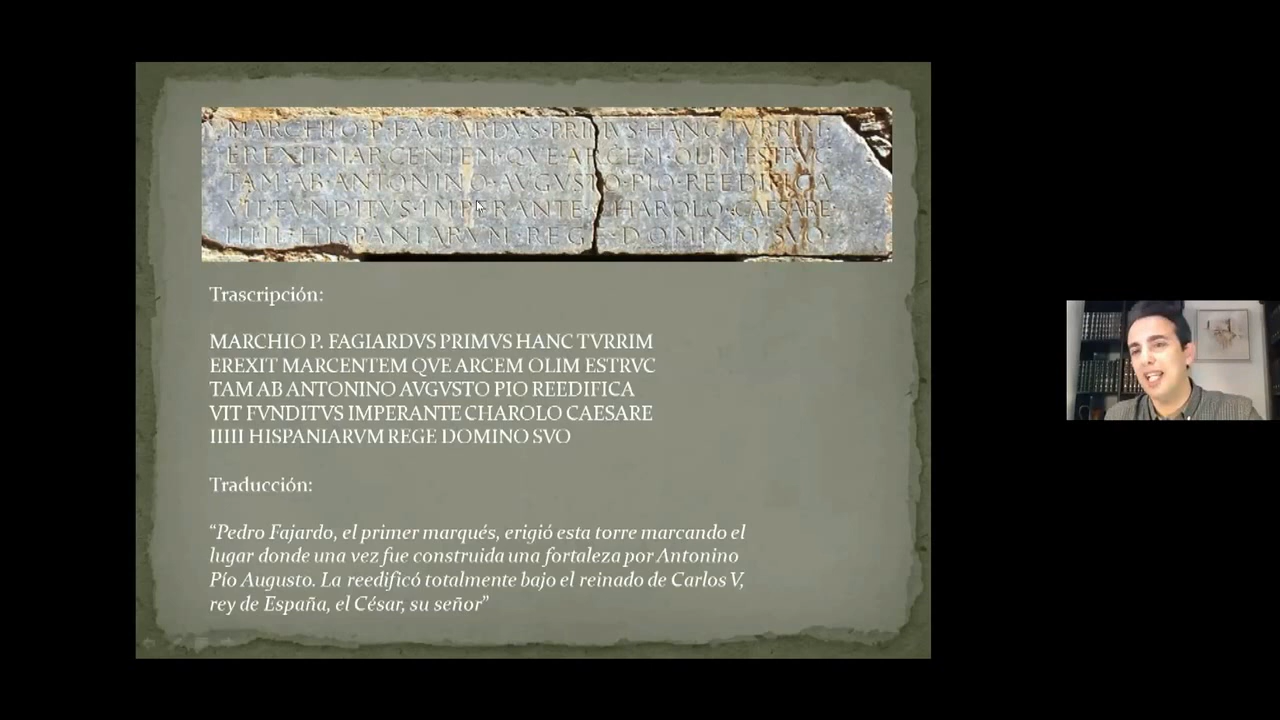 MARCHIO·P·FAGIARDVS·PRIMVS·HANC·TVRRIM·
EREXIT·MARCENTEM·QVE·ARCEM·OLIM·ESTRVC
TAM·AB·ANTONINO·AVGVSTO·PIO·REEDIFICA
VIT·FVNDITVS·IMPERANTE·CHAROLO·CAESARE·
IIIII·HISPANIARVM·REGE·DOMINO·SVO·
Trascripción:
MARCHIO P. FAGIARDVS PRIMVS HANC TVRRIM
EREXIT MARCENTEM QVE ARCEM OLIM ESTRVC
TAM AB ANTONINO AVGVSTO PIO REEDIFICA
VIT FVNDITVS IMPERANTE CHAROLO CAESARE
IIIII HISPANIARVM REGE DOMINO SVO
Traducción:
“Pedro Fajardo, el primer marqués, erigió esta torre marcando el
lugar donde una vez fue construida una fortaleza por Antonino
Pío Augusto. La reedificó totalmente bajo el reinado de Carlos V,
rey de España, el César, su señor”